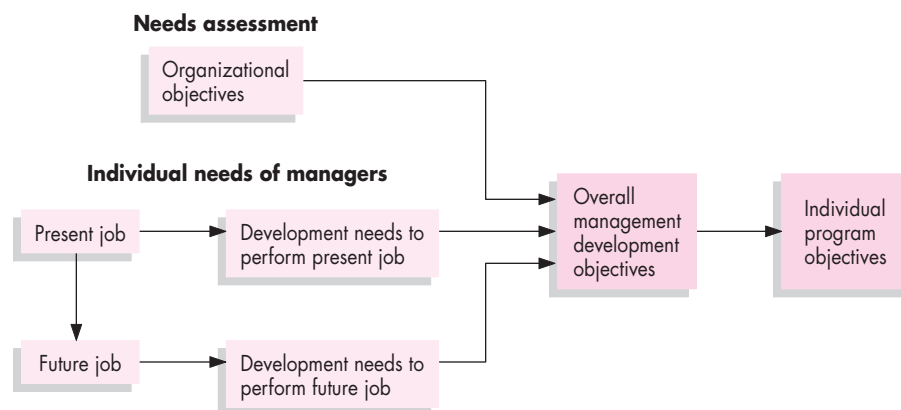 Needs assessment
Organizational
objectives
Individual needs of managers
Present job
Development needs to
perform present job
Overall
management
development
objectives
Individual
program
objectives
Future job
Development needs to
perform future job